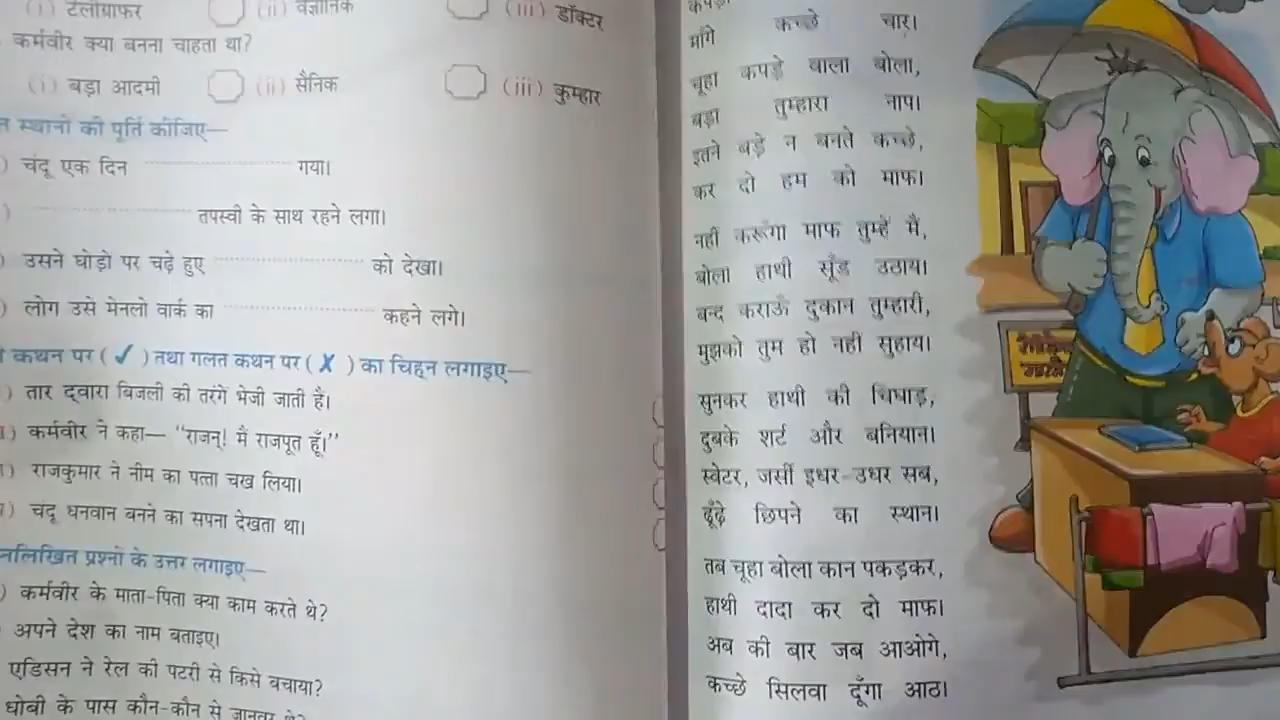 (i) टेलीग्राफर (ii) वैज्ञानिक (iii) डॉक्टर
कर्मवीर क्या बनना चाहता था?
(i) बड़ा आदमी (ii) सैनिक (iii) कुम्हार
स्थानों की पूर्ति कीजिए—
चंदू एक दिन .................... गया।
.................... तपस्वी के साथ रहने लगा।
उसने घोड़ों पर चढ़े हुए .................... को देखा।
लोग उसे मेनलो वार्क का .................... कहने लगे।
कथन पर ( ✓ ) तथा गलत कथन पर ( ✗ ) का चिह्न लगाइए—
तार द्वारा बिजली की तरंगें भेजी जाती हैं।
कर्मवीर ने कहा— "राजन्! मैं राजपूत हूँ।"
राजकुमार ने नीम का पत्ता चख लिया।
चंदू धनवान बनने का सपना देखता था।
प्रश्नों के उत्तर लगाइए—
कर्मवीर के माता-पिता क्या काम करते थे?
अपने देश का नाम बताइए।
एडिसन ने रेल की पटरी से किसे बचाया?
धोबी के पास कौन-कौन से जानवर थे?
माँगे कच्छे चार।
चूहा कपड़े वाला बोला,
बड़ा तुम्हारा नाप।
इतने बड़े न बनते कच्छे,
कर दो हम को माफ।
नहीं करूँगा माफ तुम्हें मैं,
बोला हाथी सूँड उठाय।
बन्द कराऊँ दुकान तुम्हारी,
मुझको तुम हो नहीं सुहाय।
सुनकर हाथी की चिंघाड़,
दुबके शर्ट और बनियान।
स्वेटर, जर्सी इधर-उधर सब,
ढूँढ़े छिपने का स्थान।
तब चूहा बोला कान पकड़कर,
हाथी दादा कर दो माफ।
अब की बार जब आओगे,
कच्छे सिलवा दूँगा आठ।